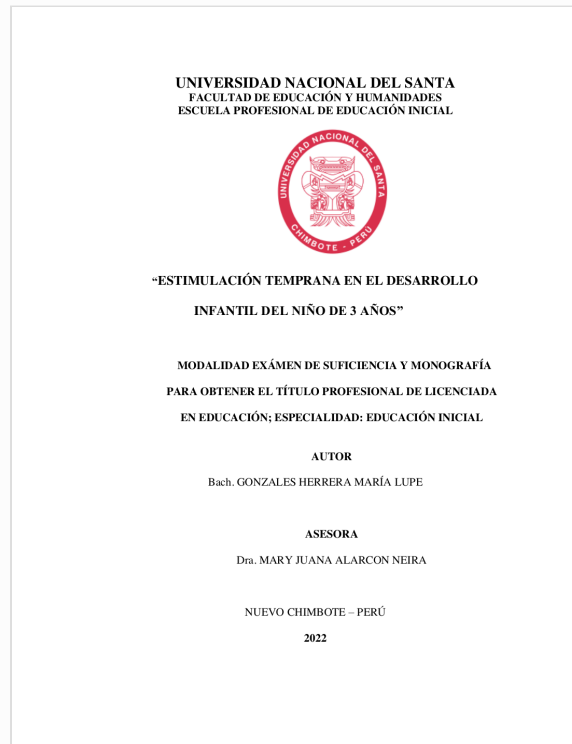 UNIVERSIDAD NACIONAL DEL SANTA
FACULTAD DE EDUCACIÓN Y HUMANIDADES
ESCUELA PROFESIONAL DE EDUCACIÓN INICIAL
UNIVERSIDAD NACIONAL DEL SANTA
CHIMBOTE - PERÚ
“ESTIMULACIÓN TEMPRANA EN EL DESARROLLO
INFANTIL DEL NIÑO DE 3 AÑOS”
MODALIDAD EXÁMEN DE SUFICIENCIA Y MONOGRAFÍA
PARA OBTENER EL TÍTULO PROFESIONAL DE LICENCIADA
EN EDUCACIÓN; ESPECIALIDAD: EDUCACIÓN INICIAL
AUTOR
Bach. GONZALES HERRERA MARÍA LUPE
ASESORA
Dra. MARY JUANA ALARCON NEIRA
NUEVO CHIMBOTE – PERÚ
2022